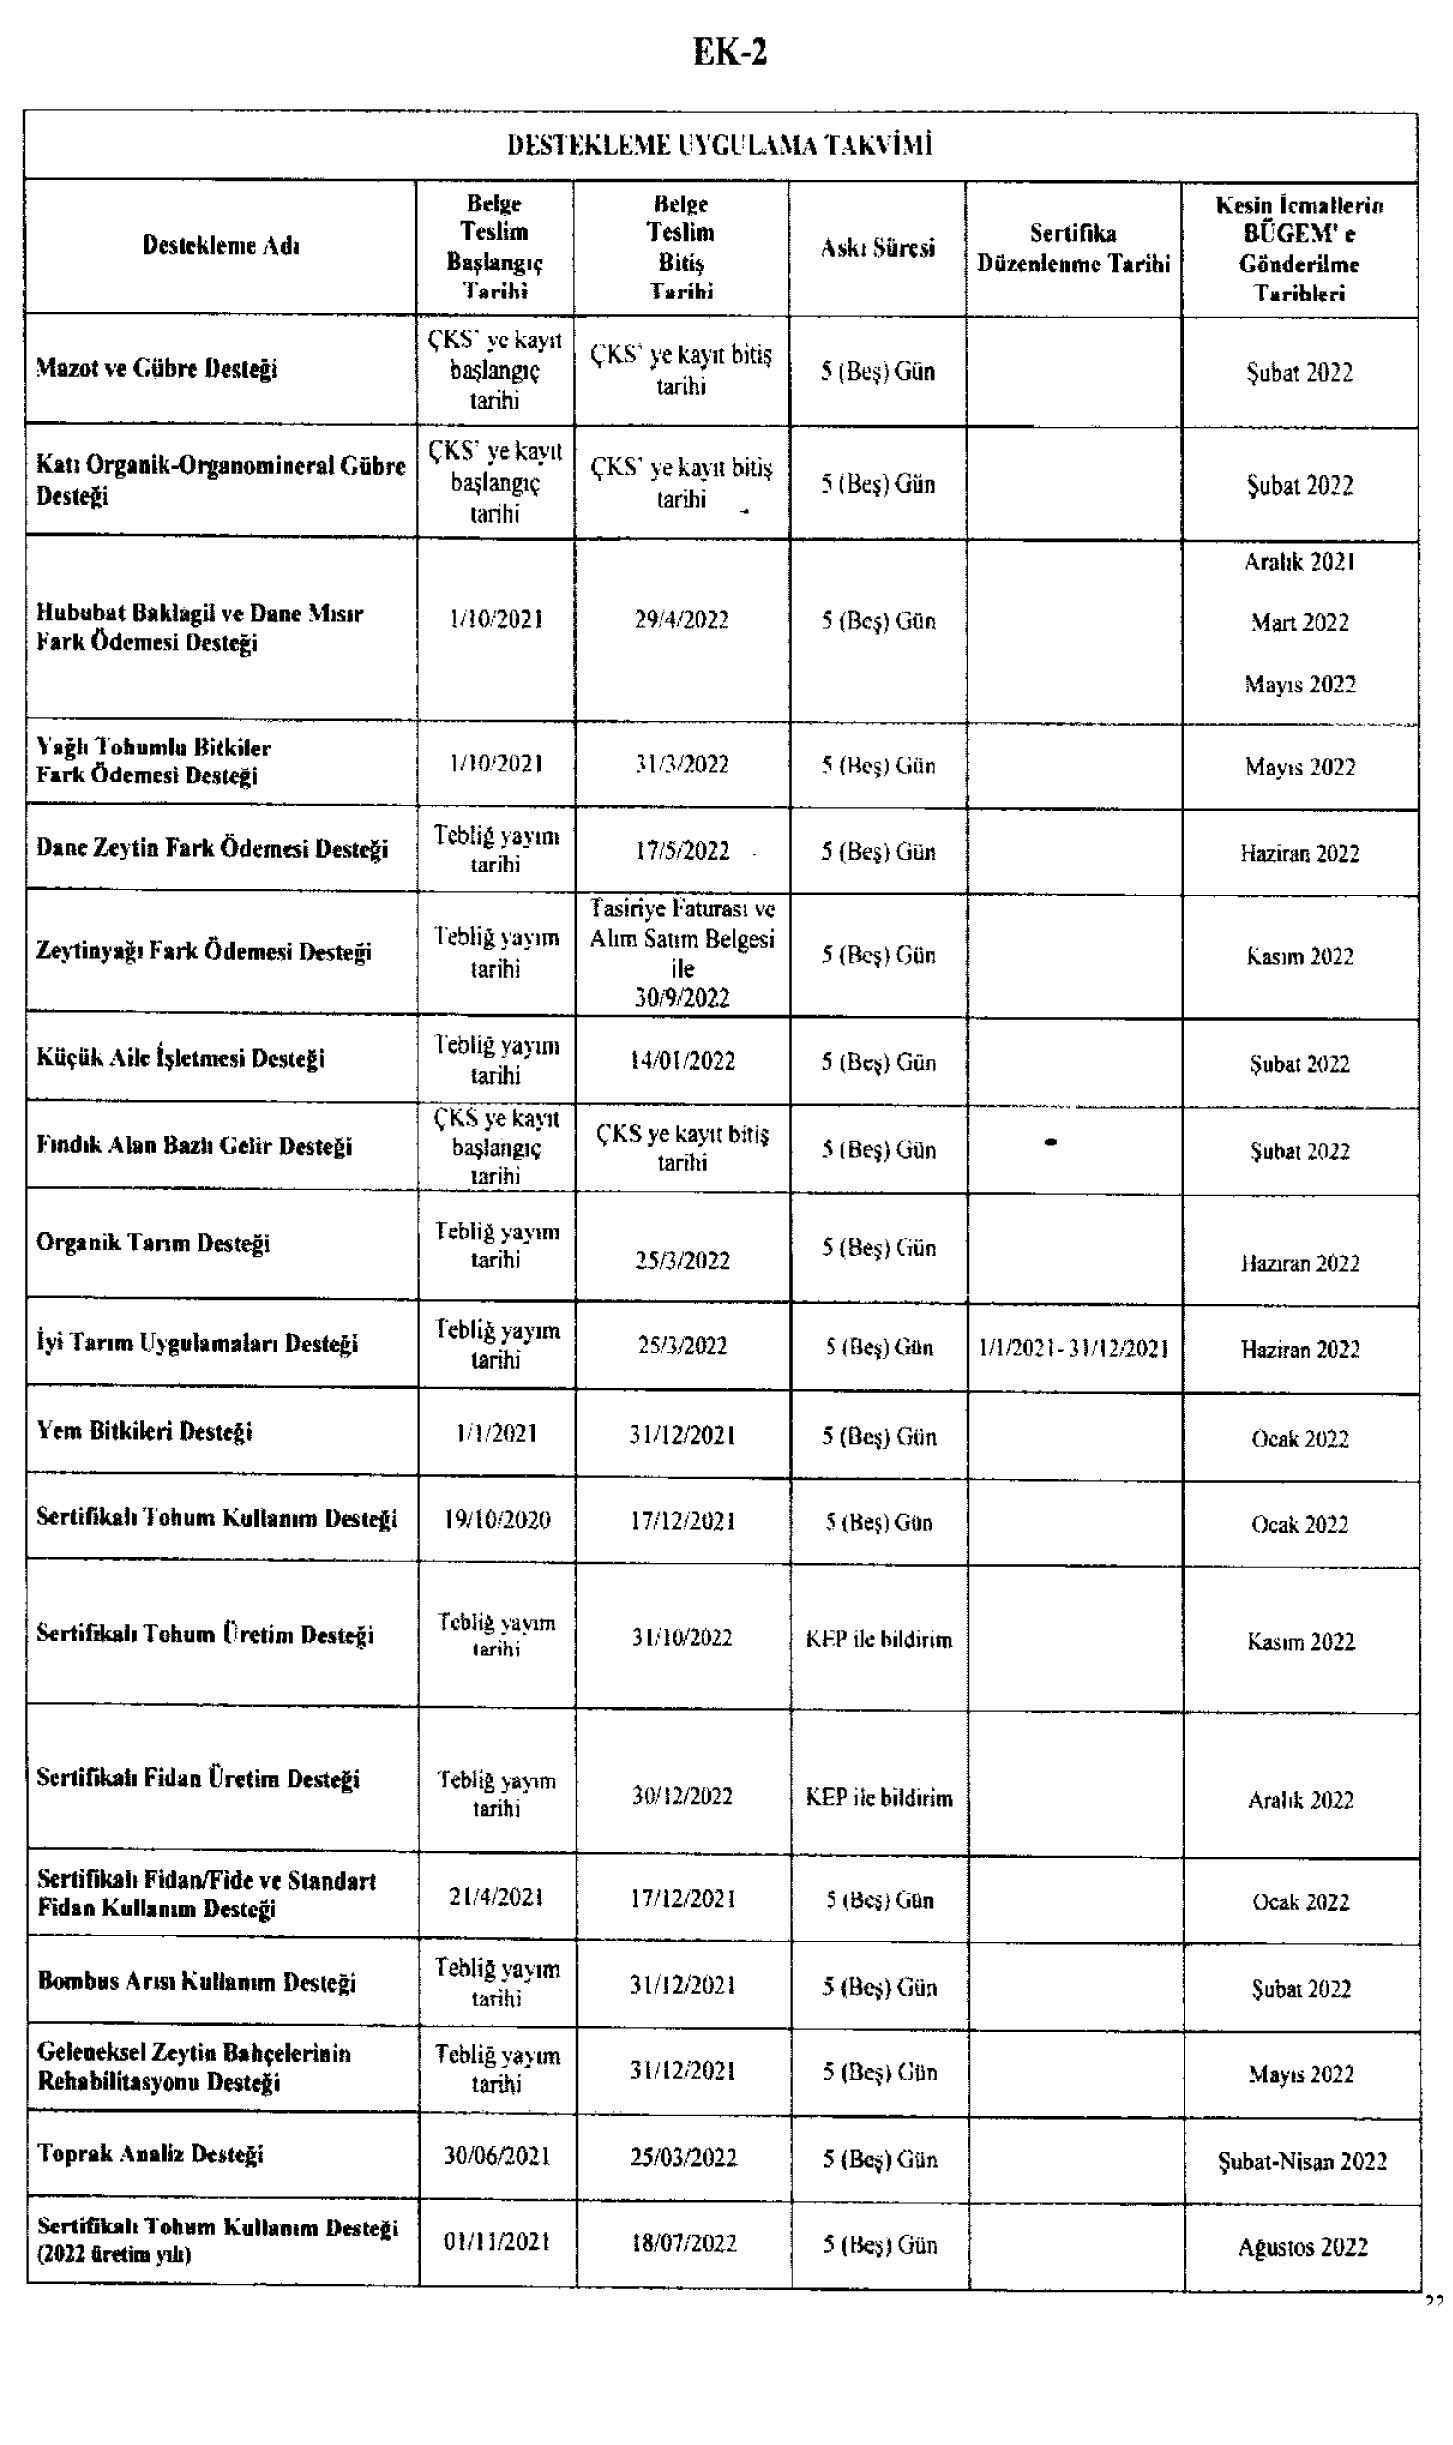 EK-2
DESTEKLEME UYGULAMA TAKVİMİ
Destekleme Adı
Belge
Teslim
Başlangıç
Tarihi
Belge
Teslim
Bitiş
Tarihi
Askı Süresi
Sertifika
Düzenlenme Tarihi
Kesin İcmallerin
BÜGEM' e
Gönderilme
Tarihleri
Mazot ve Gübre Desteği
ÇKS' ye kayıt
başlangıç
tarihi
ÇKS' ye kayıt bitiş
tarihi
5 (Beş) Gün
Şubat 2022
Katı Organik-Organomineral Gübre
Desteği
ÇKS' ye kayıt
başlangıç
tarihi
ÇKS' ye kayıt bitiş
tarihi
5 (Beş) Gün
Şubat 2022
Hububat Baklagil ve Dane Mısır
Fark Ödemesi Desteği
1/10/2021
29/4/2022
5 (Beş) Gün
Aralık 2021
Mart 2022
Mayıs 2022
Yağlı Tohumlu Bitkiler
Fark Ödemesi Desteği
1/10/2021
31/3/2022
5 (Beş) Gün
Mayıs 2022
Dane Zeytin Fark Ödemesi Desteği
Tebliğ yayım
tarihi
17/5/2022
5 (Beş) Gün
Haziran 2022
Zeytinyağı Fark Ödemesi Desteği
Tebliğ yayım
tarihi
Tasiriye Faturası ve
Alım Satım Belgesi
ile
30/9/2022
5 (Beş) Gün
Kasım 2022
Küçük Aile İşletmesi Desteği
Tebliğ yayım
tarihi
14/01/2022
5 (Beş) Gün
Şubat 2022
Fındık Alan Bazlı Gelir Desteği
ÇKS ye kayıt
başlangıç
tarihi
ÇKS ye kayıt bitiş
tarihi
5 (Beş) Gün
Şubat 2022
Organik Tarım Desteği
Tebliğ yayım
tarihi
25/3/2022
5 (Beş) Gün
Haziran 2022
İyi Tarım Uygulamaları Desteği
Tebliğ yayım
tarihi
25/3/2022
5 (Beş) Gün
1/1/2021- 31/12/2021
Haziran 2022
Yem Bitkileri Desteği
1/1/2021
31/12/2021
5 (Beş) Gün
Ocak 2022
Sertifikalı Tohum Kullanım Desteği
19/10/2020
17/12/2021
5 (Beş) Gün
Ocak 2022
Sertifikalı Tohum Üretim Desteği
Tebliğ yayım
tarihi
31/10/2022
KEP ile bildirim
Kasım 2022
Sertifikalı Fidan Üretim Desteği
Tebliğ yayım
tarihi
30/12/2022
KEP ile bildirim
Aralık 2022
Sertifikalı Fidan/Fide ve Standart
Fidan Kullanım Desteği
21/4/2021
17/12/2021
5 (Beş) Gün
Ocak 2022
Bombus Arısı Kullanım Desteği
Tebliğ yayım
tarihi
31/12/2021
5 (Beş) Gün
Şubat 2022
Geleneksel Zeytin Bahçelerinin
Rehabilitasyonu Desteği
Tebliğ yayım
tarihi
31/12/2021
5 (Beş) Gün
Mayıs 2022
Toprak Analiz Desteği
30/06/2021
25/03/2022
5 (Beş) Gün
Şubat-Nisan 2022
Sertifikalı Tohum Kullanım Desteği
(2022 üretim yılı)
01/11/2021
18/07/2022
5 (Beş) Gün
Ağustos 2022
”